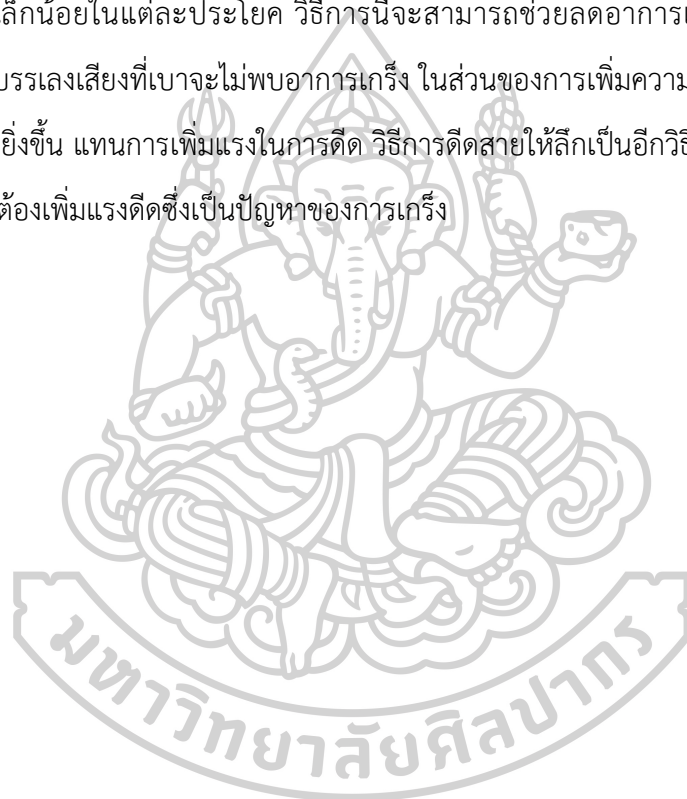 ล็กน้อยในแต่ละประโยค วิธีการนี้จะสามารถช่วยลดอาการเ
บรรเลงเสียงที่เบาจะไม่พบอาการเกร็ง ในส่วนของการเพิ่มความ
ยิ่งขึ้น แทนการเพิ่มแรงในการดีด วิธีการดีดสายให้ลึกเป็นอีกวิธี
ต้องเพิ่มแรงดีดซึ่งเป็นปัญหาของการเกร็ง
มหาวิทยาลัยศิลปากร